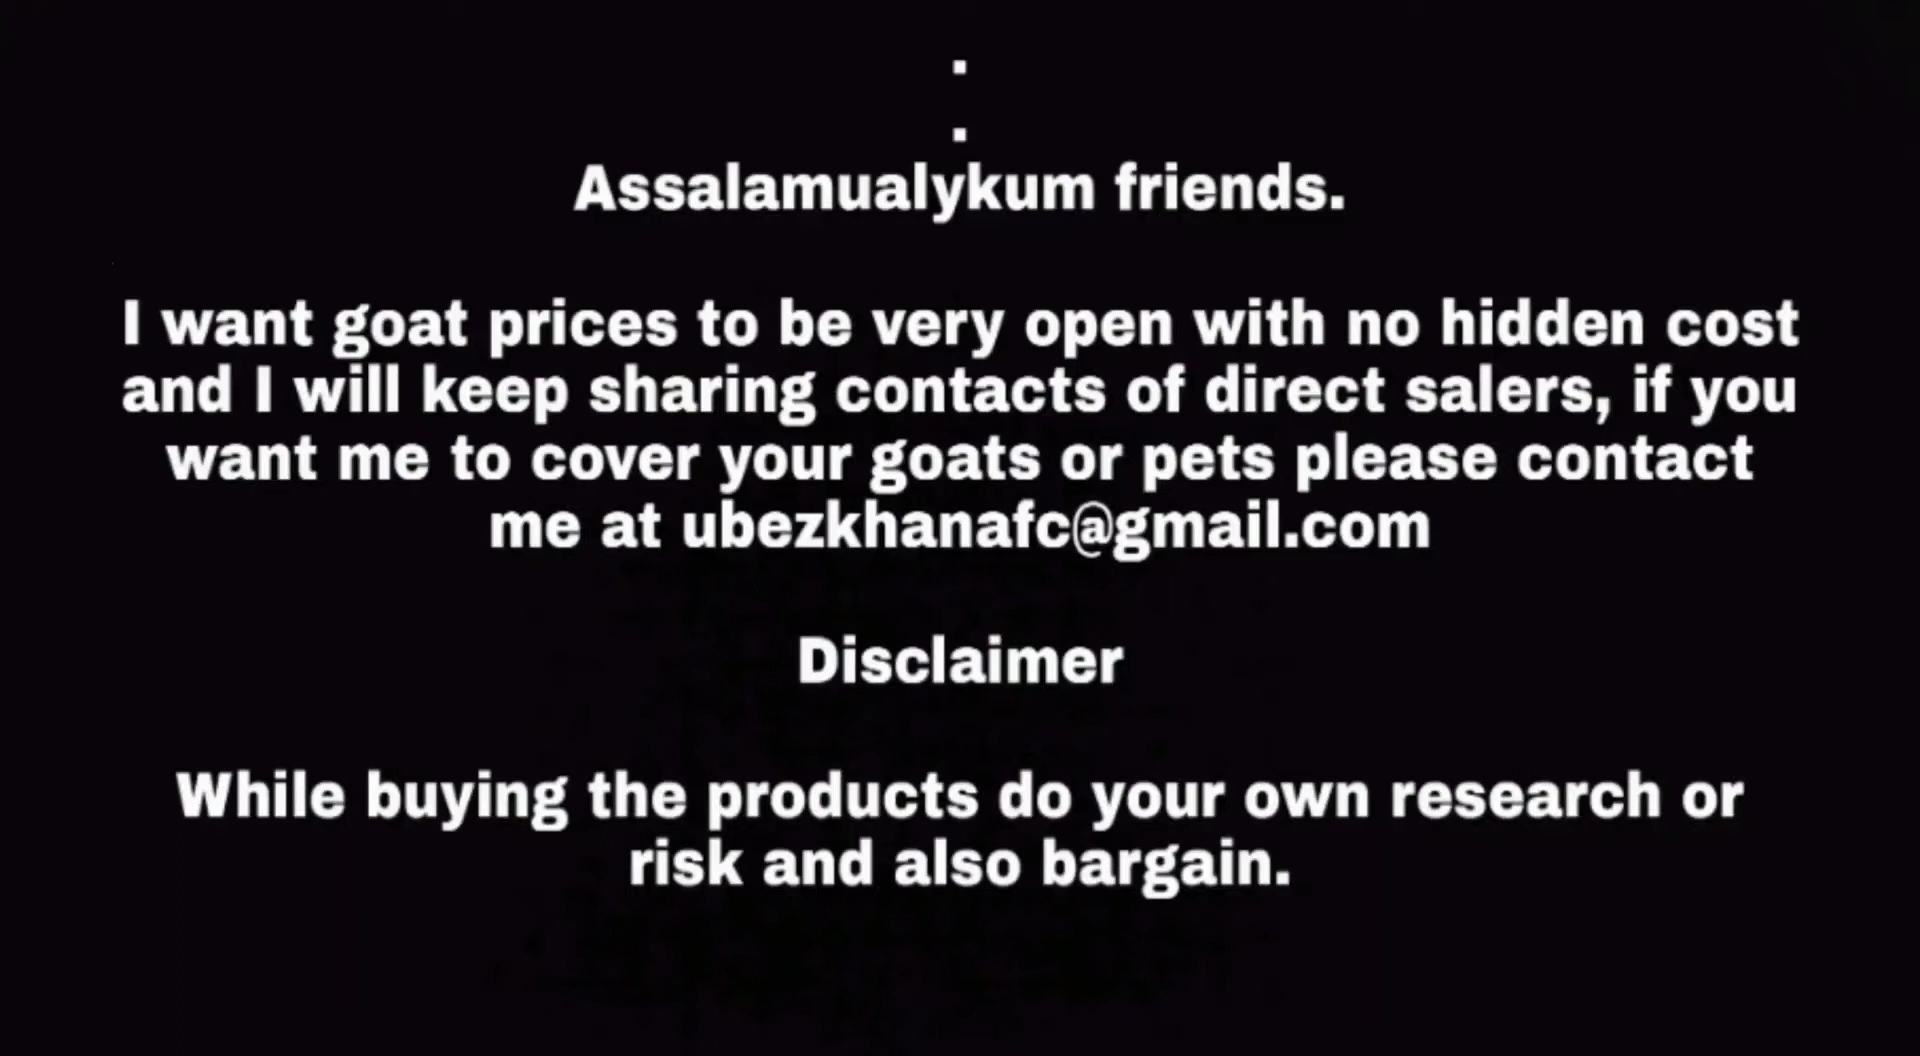 .
.
Assalamualykum friends.
I want goat prices to be very open with no hidden cost
and I will keep sharing contacts of direct salers, if you
want me to cover your goats or pets please contact
me at ubezkhanafc@gmail.com
Disclaimer
While buying the products do your own research or
risk and also bargain.